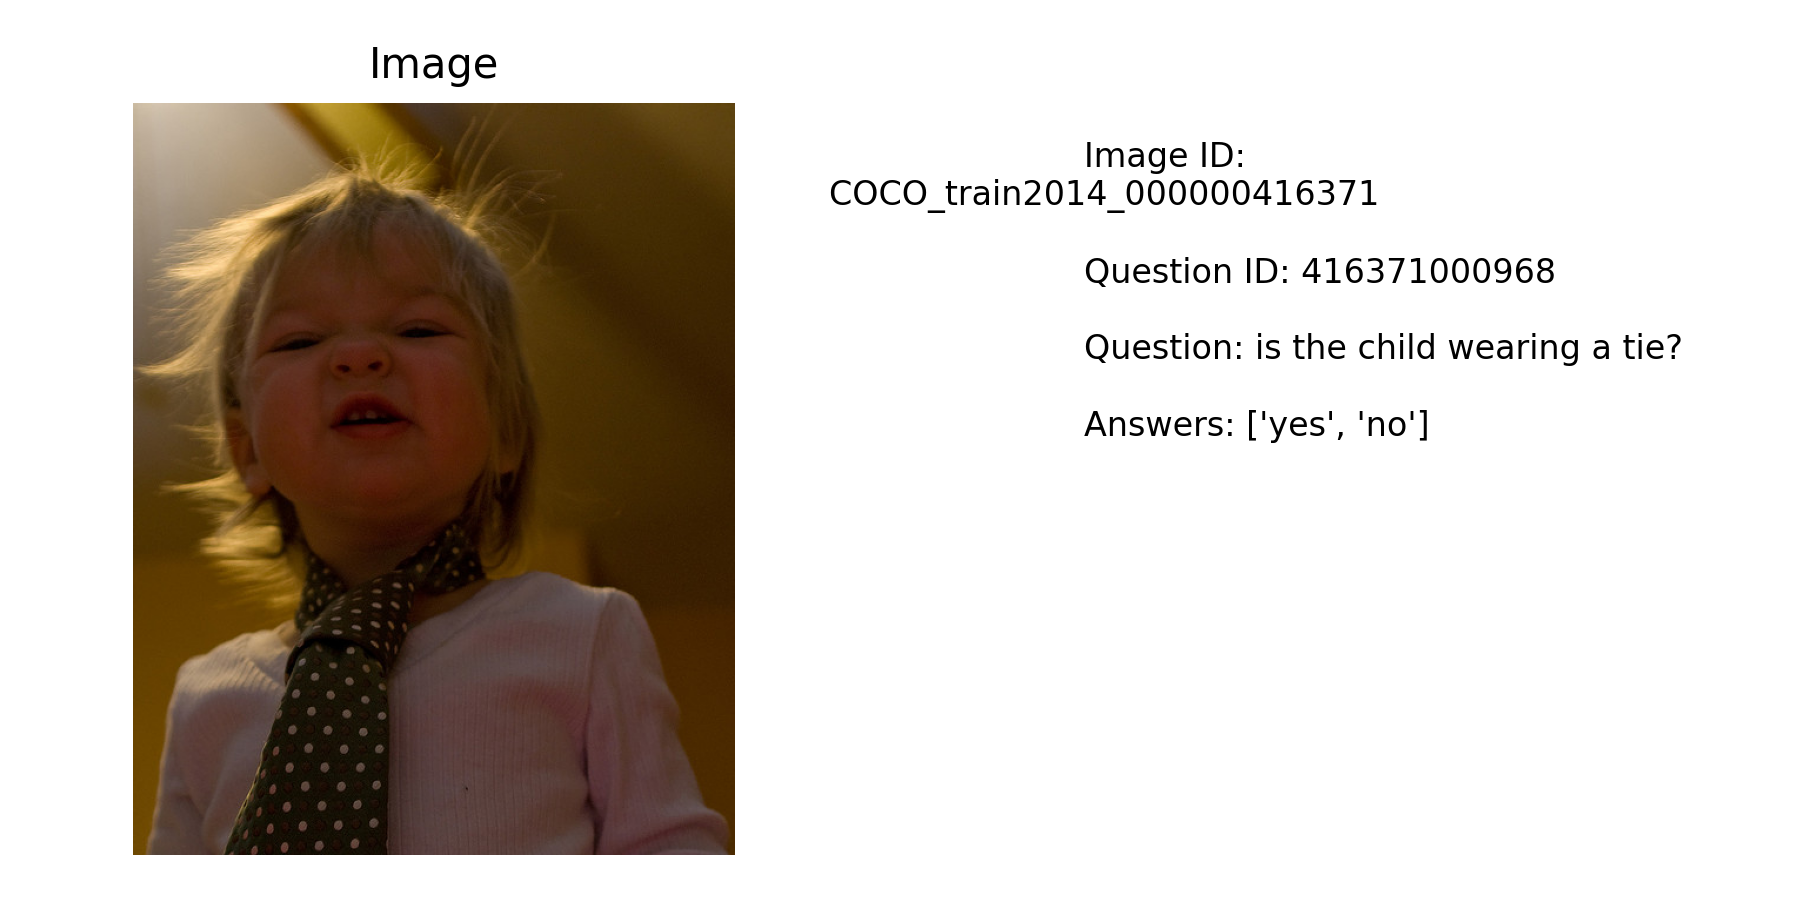 Image
Image ID:
COCO_train2014_000000416371
Question ID: 416371000968
Question: is the child wearing a tie?
Answers: ['yes', 'no']